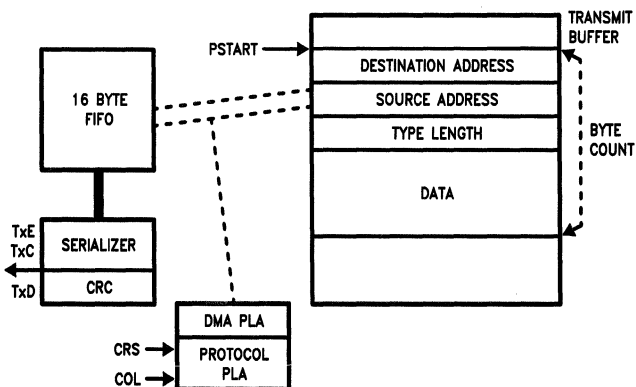 TRANSMIT
BUFFER
PSTART
DESTINATION ADDRESS
16 BYTE
FIFO
SOURCE ADDRESS
TYPE LENGTH
BYTE
COUNT
DATA
TxE
TxC
SERIALIZER
TxD
CRC
DMA PLA
CRS
PROTOCOL
PLA
COL